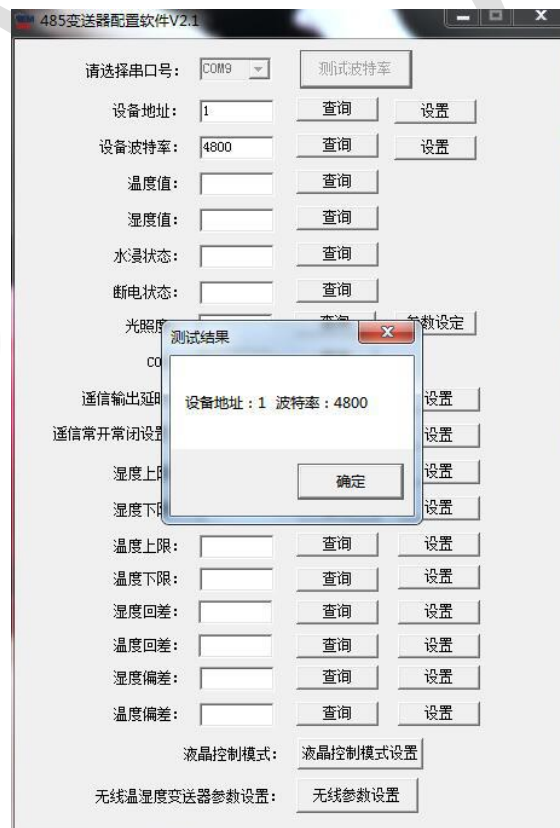 485变送器配置软件V2.1
请选择串口号： COM9 测试波特率
设备地址： 1 查询 设置
设备波特率： 4800 查询 设置
温度值： 查询
湿度值： 查询
水浸状态： 查询
断电状态： 查询
光照度 参数设定
测试结果
CO
设备地址：1 波特率：4800
遥信输出延时 设置
遥信常开常闭设置 设置
确定
湿度上限 设置
湿度下限 设置
温度上限： 查询 设置
温度下限： 查询 设置
湿度回差： 查询 设置
温度回差： 查询 设置
湿度偏差： 查询 设置
温度偏差： 查询 设置
液晶控制模式： 液晶控制模式设置
无线温湿度变送器参数设置： 无线参数设置